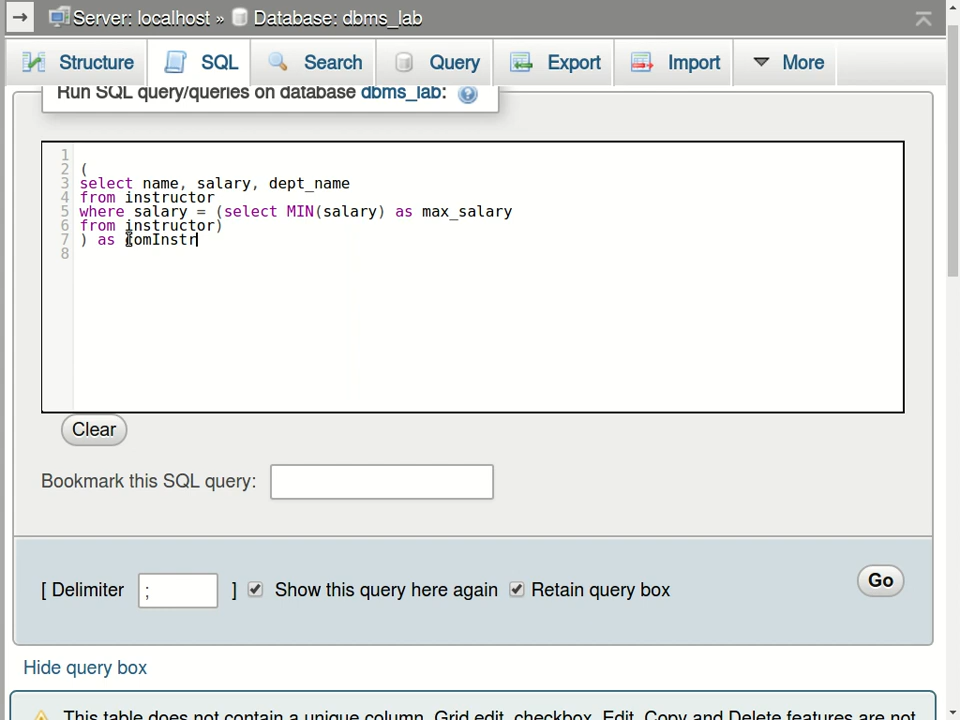 Server: localhost » Database: dbms_lab
Structure SQL Search Query Export Import More
Run SQL query/queries on database dbms_lab:
1
2 (
3 select name, salary, dept_name
4 from instructor
5 where salary = (select MIN(salary) as max_salary
6 from instructor)
7 ) as comInstr
8
Clear
Bookmark this SQL query:
[ Delimiter ; ] Show this query here again Retain query box
Go
Hide query box
This table does not contain a unique column. Grid edit, checkbox, Edit, Copy and Delete features are not